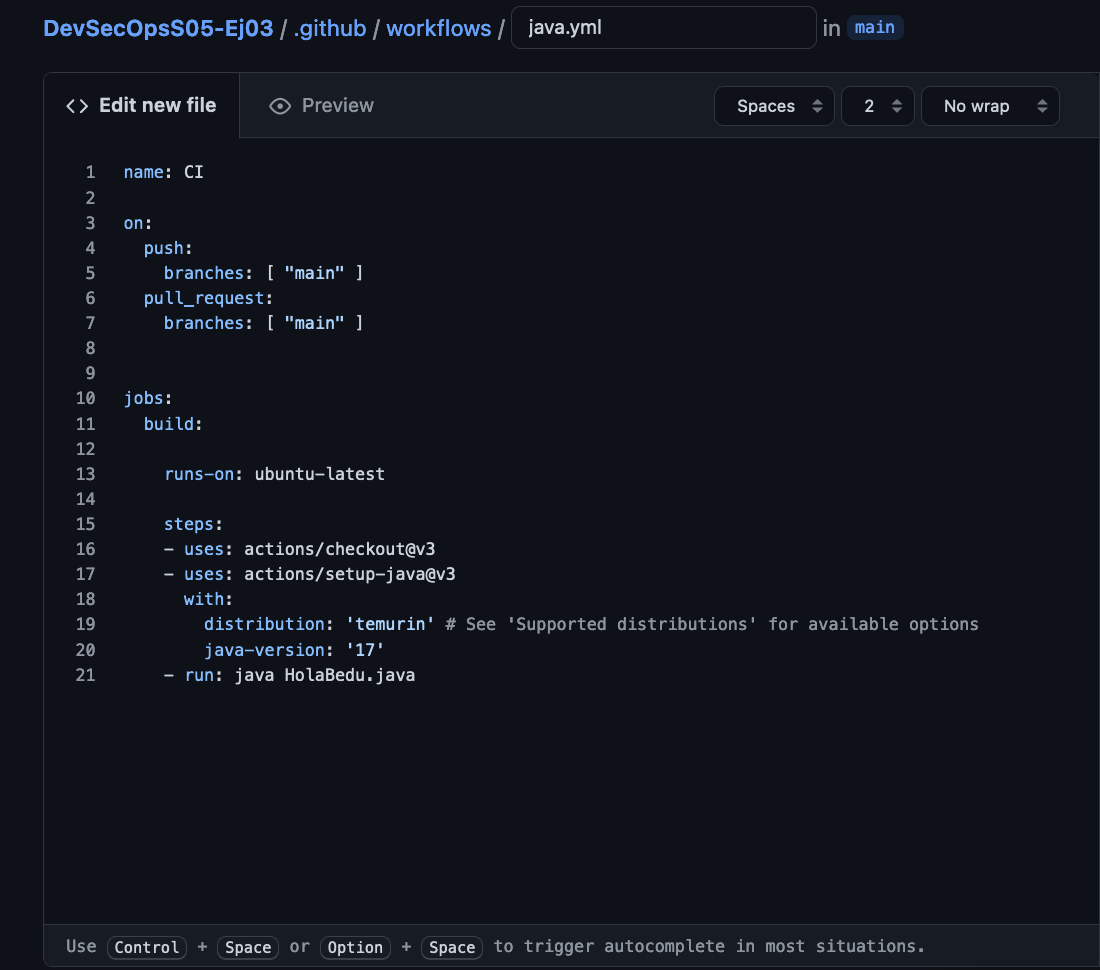 DevSecOpsS05-Ej03 / .github / workflows / java.yml in main
Edit new file Preview Spaces 2 No wrap
1 name: CI
2
3 on:
4   push:
5     branches: [ "main" ]
6   pull_request:
7     branches: [ "main" ]
8
9
10 jobs:
11   build:
12
13     runs-on: ubuntu-latest
14
15     steps:
16     - uses: actions/checkout@v3
17     - uses: actions/setup-java@v3
18       with:
19         distribution: 'temurin' # See 'Supported distributions' for available options
20         java-version: '17'
21     - run: java HolaBedu.java
Use Control + Space or Option + Space to trigger autocomplete in most situations.